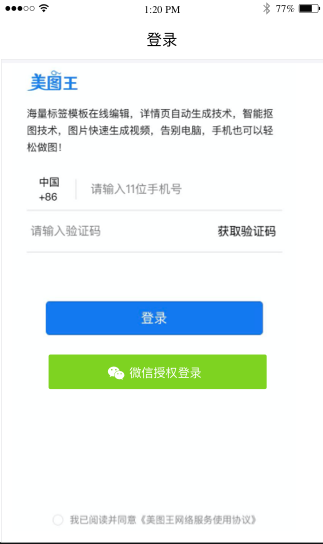 1:20 PM
77%
登录
美图王
海量标签模板在线编辑，详情页自动生成技术，智能抠
图技术，图片快速生成视频，告别电脑，手机也可以轻
松做图！
中国
+86
请输入11位手机号
请输入验证码
获取验证码
登录
微信授权登录
我已阅读并同意《美图王网络服务使用协议》